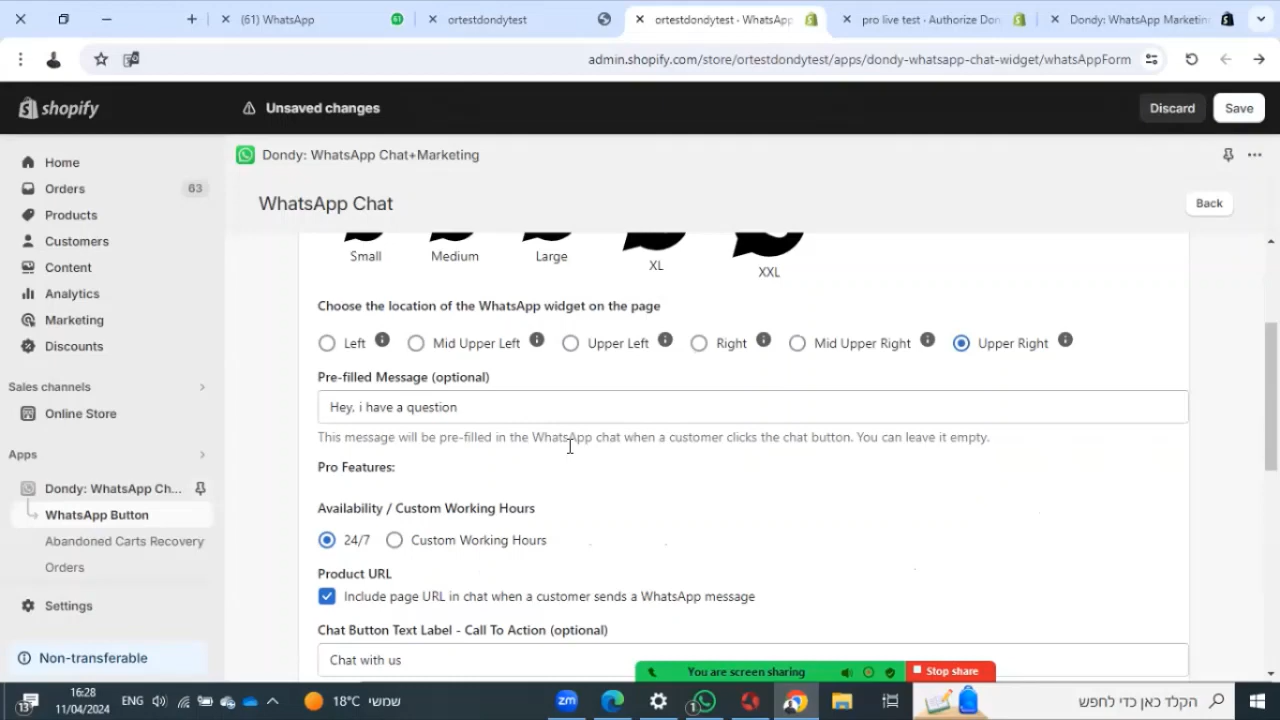 (61) WhatsApp
61
ortestdondytest
ortestdondytest · WhatsApp
pro live test · Authorize Don
Dondy: WhatsApp Marketin
admin.shopify.com/store/ortestdondytest/apps/dondy-whatsapp-chat-widget/whatsAppForm
shopify
Unsaved changes
Discard
Save
Home
Orders
63
Products
Customers
Content
Analytics
Marketing
Discounts
Sales channels
Online Store
Apps
Dondy: WhatsApp Ch...
WhatsApp Button
Abandoned Carts Recovery
Orders
Settings
Non-transferable
Dondy: WhatsApp Chat+Marketing
WhatsApp Chat
Back
Small Medium Large XL XXL
Choose the location of the WhatsApp widget on the page
Left Mid Upper Left Upper Left Right Mid Upper Right Upper Right
Pre-filled Message (optional)
Hey, i have a question
This message will be pre-filled in the WhatsApp chat when a customer clicks the chat button. You can leave it empty.
Pro Features:
Availability / Custom Working Hours
24/7 Custom Working Hours
Product URL
Include page URL in chat when a customer sends a WhatsApp message
Chat Button Text Label - Call To Action (optional)
Chat with us
You are screen sharing
Stop share
13
16:28
11/04/2024
ENG
18°C שמשי
zm
1
הקלד כאן כדי לחפש